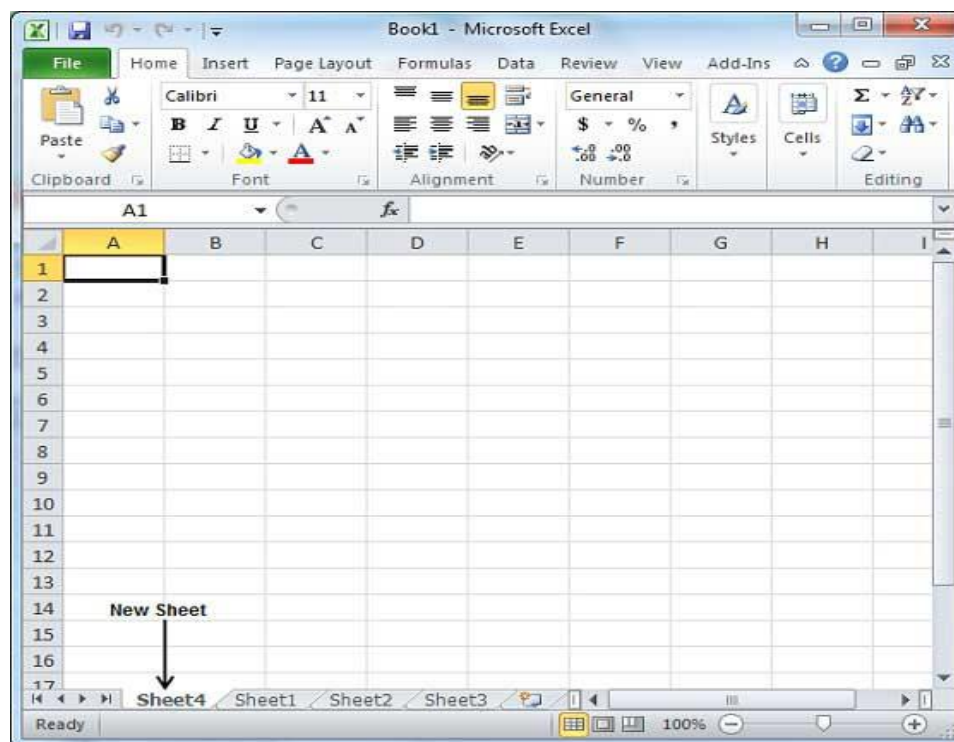 Book1 - Microsoft Excel
File Home Insert Page Layout Formulas Data Review View Add-Ins
Calibri 11 General
B I U A A $ % ,
Paste A Styles Cells
Clipboard Font Alignment Number Editing
A1 fx
A B C D E F G H I
1
2
3
4
5
6
7
8
9
10
11
12
13
14 New Sheet
15
16
17
Sheet4 Sheet1 Sheet2 Sheet3
Ready 100%